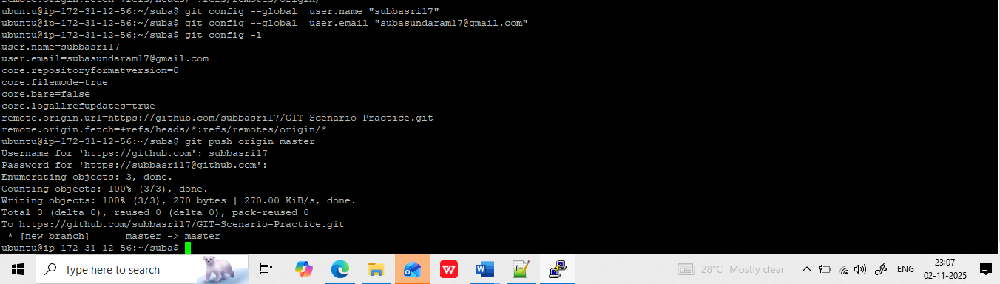 remote.origin.fetch=+refs/heads/*:refs/remotes/origin/*
ubuntu@ip-172-31-12-56:~/suba$ git config --global  user.name "subbasri17"
ubuntu@ip-172-31-12-56:~/suba$ git config --global  user.email "subasundaram17@gmail.com"
ubuntu@ip-172-31-12-56:~/suba$ git config -l
user.name=subbasri17
user.email=subasundaram17@gmail.com
core.repositoryformatversion=0
core.filemode=true
core.bare=false
core.logallrefupdates=true
remote.origin.url=https://github.com/subbasri17/GIT-Scenario-Practice.git
remote.origin.fetch=+refs/heads/*:refs/remotes/origin/*
ubuntu@ip-172-31-12-56:~/suba$ git push origin master
Username for 'https://github.com': subbasri17
Password for 'https://subbasri17@github.com':
Enumerating objects: 3, done.
Counting objects: 100% (3/3), done.
Writing objects: 100% (3/3), 270 bytes | 270.00 KiB/s, done.
Total 3 (delta 0), reused 0 (delta 0), pack-reused 0
To https://github.com/subbasri17/GIT-Scenario-Practice.git
 * [new branch]      master -> master
ubuntu@ip-172-31-12-56:~/suba$
Type here to search
28°C Mostly clear
ENG
23:07
02-11-2025